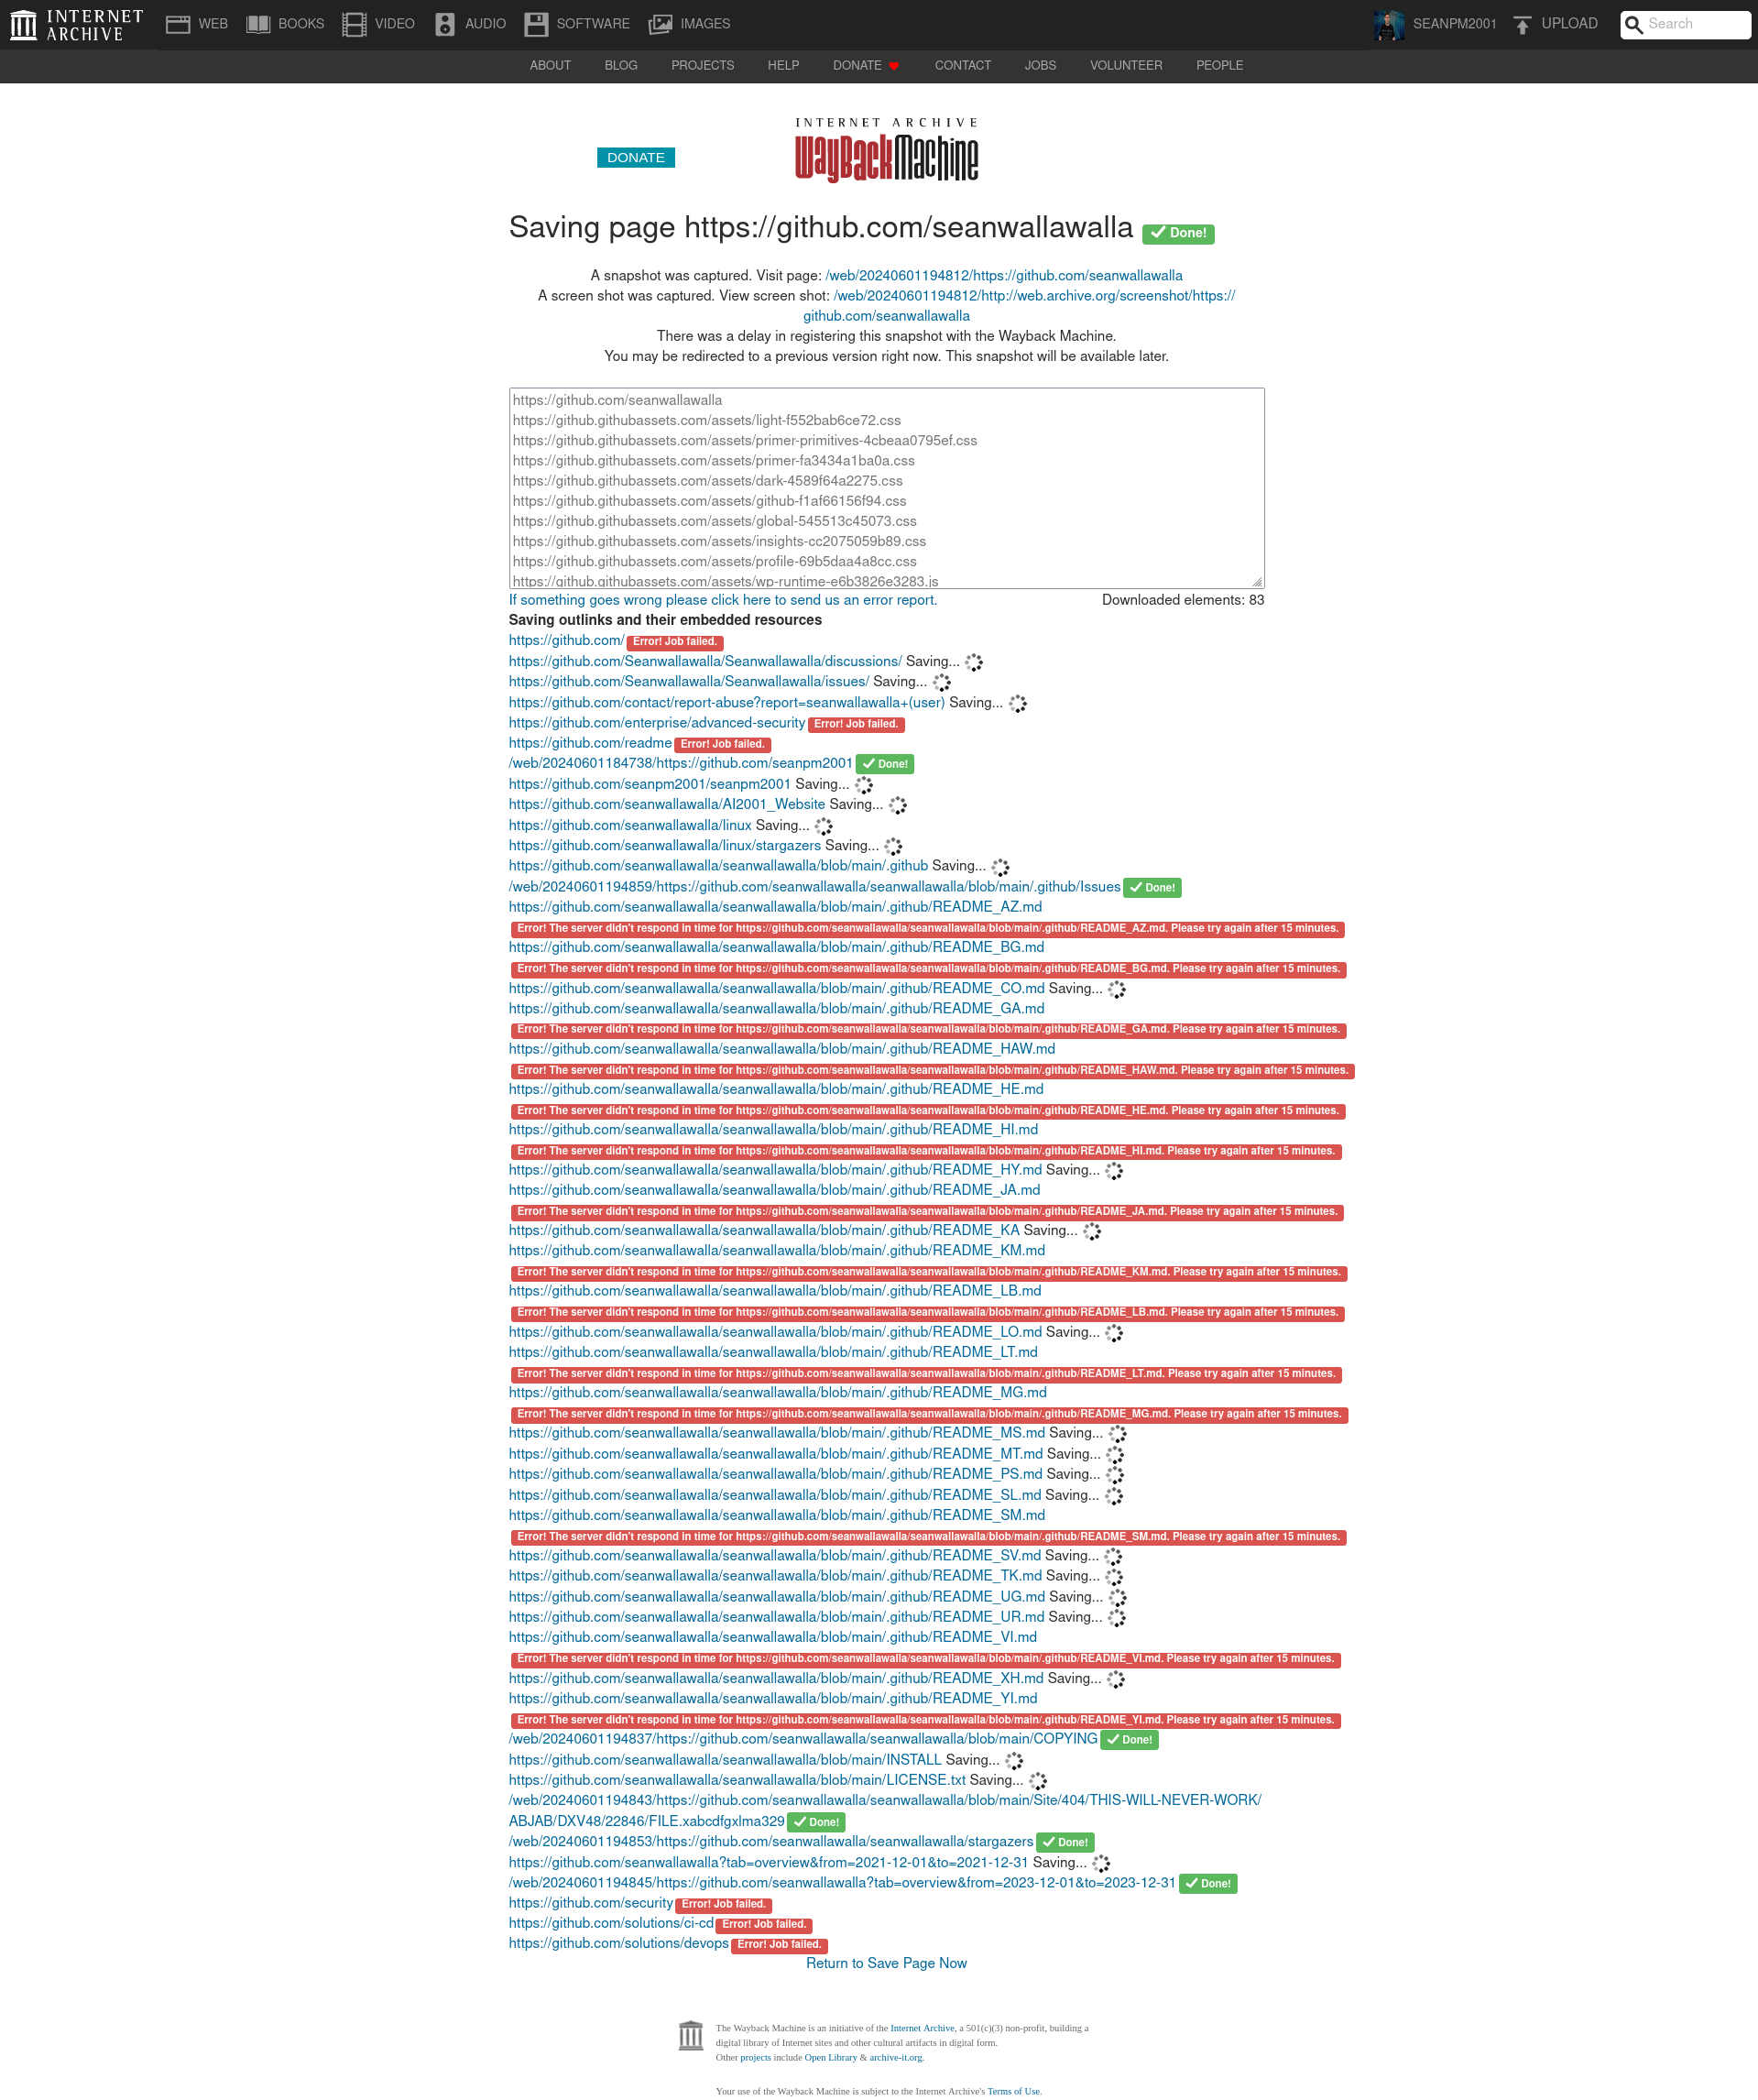 INTERNET ARCHIVE
WEB BOOKS VIDEO AUDIO SOFTWARE IMAGES SEANPM2001 UPLOAD Search
ABOUT BLOG PROJECTS HELP DONATE CONTACT JOBS VOLUNTEER PEOPLE
INTERNET ARCHIVE
DONATE WayBackMachine
Saving page https://github.com/seanwallawalla Done!
A snapshot was captured. Visit page: /web/20240601194812/https://github.com/seanwallawalla
A screen shot was captured. View screen shot: /web/20240601194812/http://web.archive.org/screenshot/https://
github.com/seanwallawalla
There was a delay in registering this snapshot with the Wayback Machine.
You may be redirected to a previous version right now. This snapshot will be available later.
https://github.com/seanwallawalla
https://github.githubassets.com/assets/light-f552bab6ce72.css
https://github.githubassets.com/assets/primer-primitives-4cbeaa0795ef.css
https://github.githubassets.com/assets/primer-fa3434a1ba0a.css
https://github.githubassets.com/assets/dark-4589f64a2275.css
https://github.githubassets.com/assets/github-f1af66156f94.css
https://github.githubassets.com/assets/global-545513c45073.css
https://github.githubassets.com/assets/insights-cc2075059b89.css
https://github.githubassets.com/assets/profile-69b5daa4a8cc.css
https://github.githubassets.com/assets/wp-runtime-e6b3826e3283.js
If something goes wrong please click here to send us an error report. Downloaded elements: 83
Saving outlinks and their embedded resources
https://github.com/ Error! Job failed.
https://github.com/Seanwallawalla/Seanwallawalla/discussions/ Saving...
https://github.com/Seanwallawalla/Seanwallawalla/issues/ Saving...
https://github.com/contact/report-abuse?report=seanwallawalla+(user) Saving...
https://github.com/enterprise/advanced-security Error! Job failed.
https://github.com/readme Error! Job failed.
/web/20240601184738/https://github.com/seanpm2001 Done!
https://github.com/seanpm2001/seanpm2001 Saving...
https://github.com/seanwallawalla/AI2001_Website Saving...
https://github.com/seanwallawalla/linux Saving...
https://github.com/seanwallawalla/linux/stargazers Saving...
https://github.com/seanwallawalla/seanwallawalla/blob/main/.github Saving...
/web/20240601194859/https://github.com/seanwallawalla/seanwallawalla/blob/main/.github/Issues Done!
https://github.com/seanwallawalla/seanwallawalla/blob/main/.github/README_AZ.md
Error! The server didn't respond in time for https://github.com/seanwallawalla/seanwallawalla/blob/main/.github/README_AZ.md. Please try again after 15 minutes.
https://github.com/seanwallawalla/seanwallawalla/blob/main/.github/README_BG.md
Error! The server didn't respond in time for https://github.com/seanwallawalla/seanwallawalla/blob/main/.github/README_BG.md. Please try again after 15 minutes.
https://github.com/seanwallawalla/seanwallawalla/blob/main/.github/README_CO.md Saving...
https://github.com/seanwallawalla/seanwallawalla/blob/main/.github/README_GA.md
Error! The server didn't respond in time for https://github.com/seanwallawalla/seanwallawalla/blob/main/.github/README_GA.md. Please try again after 15 minutes.
https://github.com/seanwallawalla/seanwallawalla/blob/main/.github/README_HAW.md
Error! The server didn't respond in time for https://github.com/seanwallawalla/seanwallawalla/blob/main/.github/README_HAW.md. Please try again after 15 minutes.
https://github.com/seanwallawalla/seanwallawalla/blob/main/.github/README_HE.md
Error! The server didn't respond in time for https://github.com/seanwallawalla/seanwallawalla/blob/main/.github/README_HE.md. Please try again after 15 minutes.
https://github.com/seanwallawalla/seanwallawalla/blob/main/.github/README_HI.md
Error! The server didn't respond in time for https://github.com/seanwallawalla/seanwallawalla/blob/main/.github/README_HI.md. Please try again after 15 minutes.
https://github.com/seanwallawalla/seanwallawalla/blob/main/.github/README_HY.md Saving...
https://github.com/seanwallawalla/seanwallawalla/blob/main/.github/README_JA.md
Error! The server didn't respond in time for https://github.com/seanwallawalla/seanwallawalla/blob/main/.github/README_JA.md. Please try again after 15 minutes.
https://github.com/seanwallawalla/seanwallawalla/blob/main/.github/README_KA Saving...
https://github.com/seanwallawalla/seanwallawalla/blob/main/.github/README_KM.md
Error! The server didn't respond in time for https://github.com/seanwallawalla/seanwallawalla/blob/main/.github/README_KM.md. Please try again after 15 minutes.
https://github.com/seanwallawalla/seanwallawalla/blob/main/.github/README_LB.md
Error! The server didn't respond in time for https://github.com/seanwallawalla/seanwallawalla/blob/main/.github/README_LB.md. Please try again after 15 minutes.
https://github.com/seanwallawalla/seanwallawalla/blob/main/.github/README_LO.md Saving...
https://github.com/seanwallawalla/seanwallawalla/blob/main/.github/README_LT.md
Error! The server didn't respond in time for https://github.com/seanwallawalla/seanwallawalla/blob/main/.github/README_LT.md. Please try again after 15 minutes.
https://github.com/seanwallawalla/seanwallawalla/blob/main/.github/README_MG.md
Error! The server didn't respond in time for https://github.com/seanwallawalla/seanwallawalla/blob/main/.github/README_MG.md. Please try again after 15 minutes.
https://github.com/seanwallawalla/seanwallawalla/blob/main/.github/README_MS.md Saving...
https://github.com/seanwallawalla/seanwallawalla/blob/main/.github/README_MT.md Saving...
https://github.com/seanwallawalla/seanwallawalla/blob/main/.github/README_PS.md Saving...
https://github.com/seanwallawalla/seanwallawalla/blob/main/.github/README_SL.md Saving...
https://github.com/seanwallawalla/seanwallawalla/blob/main/.github/README_SM.md
Error! The server didn't respond in time for https://github.com/seanwallawalla/seanwallawalla/blob/main/.github/README_SM.md. Please try again after 15 minutes.
https://github.com/seanwallawalla/seanwallawalla/blob/main/.github/README_SV.md Saving...
https://github.com/seanwallawalla/seanwallawalla/blob/main/.github/README_TK.md Saving...
https://github.com/seanwallawalla/seanwallawalla/blob/main/.github/README_UG.md Saving...
https://github.com/seanwallawalla/seanwallawalla/blob/main/.github/README_UR.md Saving...
https://github.com/seanwallawalla/seanwallawalla/blob/main/.github/README_VI.md
Error! The server didn't respond in time for https://github.com/seanwallawalla/seanwallawalla/blob/main/.github/README_VI.md. Please try again after 15 minutes.
https://github.com/seanwallawalla/seanwallawalla/blob/main/.github/README_XH.md Saving...
https://github.com/seanwallawalla/seanwallawalla/blob/main/.github/README_YI.md
Error! The server didn't respond in time for https://github.com/seanwallawalla/seanwallawalla/blob/main/.github/README_YI.md. Please try again after 15 minutes.
/web/20240601194837/https://github.com/seanwallawalla/seanwallawalla/blob/main/COPYING Done!
https://github.com/seanwallawalla/seanwallawalla/blob/main/INSTALL Saving...
https://github.com/seanwallawalla/seanwallawalla/blob/main/LICENSE.txt Saving...
/web/20240601194843/https://github.com/seanwallawalla/seanwallawalla/blob/main/Site/404/THIS-WILL-NEVER-WORK/
ABJAB/DXV48/22846/FILE.xabcdfgxlma329 Done!
/web/20240601194853/https://github.com/seanwallawalla/seanwallawalla/stargazers Done!
https://github.com/seanwallawalla?tab=overview&from=2021-12-01&to=2021-12-31 Saving...
/web/20240601194845/https://github.com/seanwallawalla?tab=overview&from=2023-12-01&to=2023-12-31 Done!
https://github.com/security Error! Job failed.
https://github.com/solutions/ci-cd Error! Job failed.
https://github.com/solutions/devops Error! Job failed.
Return to Save Page Now
The Wayback Machine is an initiative of the Internet Archive, a 501(c)(3) non-profit, building a
digital library of Internet sites and other cultural artifacts in digital form.
Other projects include Open Library & archive-it.org.
Your use of the Wayback Machine is subject to the Internet Archive's Terms of Use.